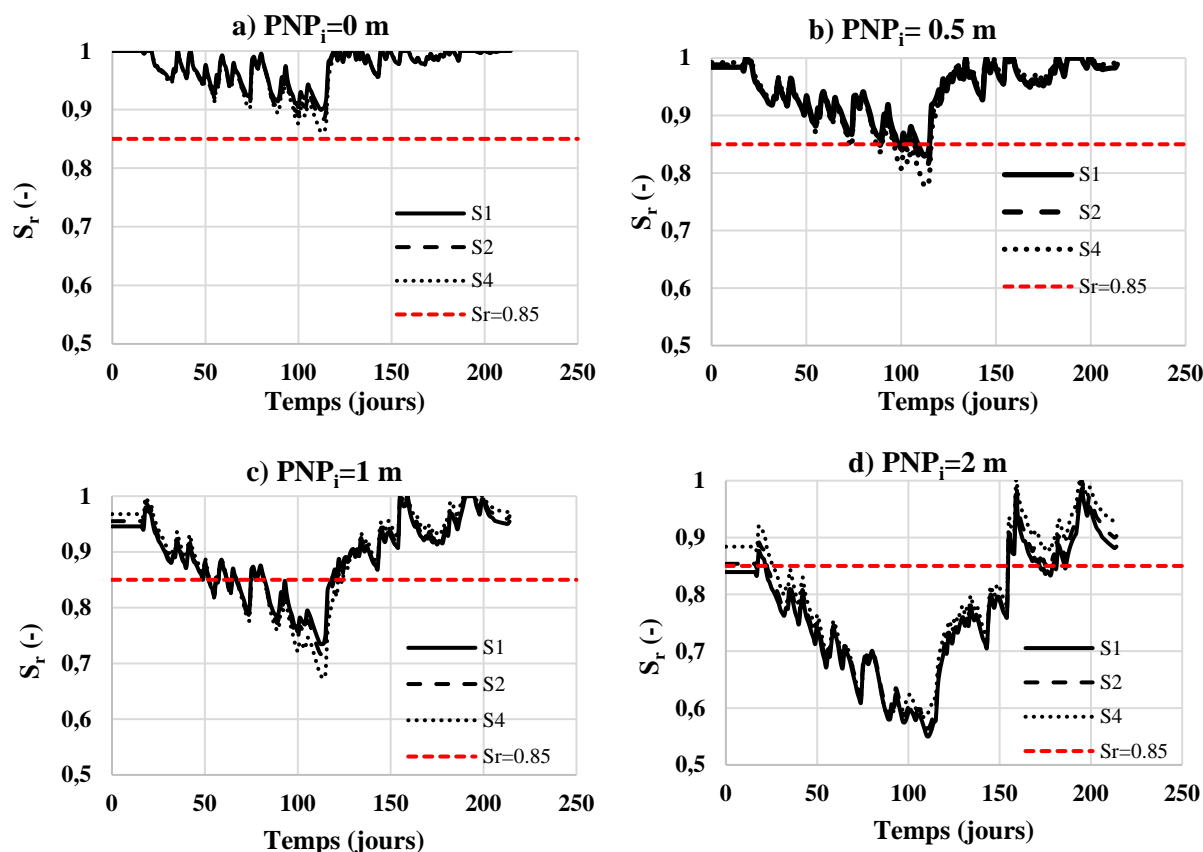 a) PNPi=0 m
1
0,9
0,8
0,7
0,6
0,5
Sr (-)
0
50
100
150
200
250
Temps (jours)
S1
S2
S4
Sr=0.85
b) PNPi= 0.5 m
1
0,9
0,8
0,7
0,6
0,5
Sr (-)
0
50
100
150
200
250
Temps (jours)
S1
S2
S4
Sr=0.85
c) PNPi=1 m
1
0,9
0,8
0,7
0,6
0,5
Sr (-)
0
50
100
150
200
250
Temps (jours)
S1
S2
S4
Sr=0.85
d) PNPi=2 m
1
0,9
0,8
0,7
0,6
0,5
Sr (-)
0
50
100
150
200
250
Temps (jours)
S1
S2
S4
Sr=0.85